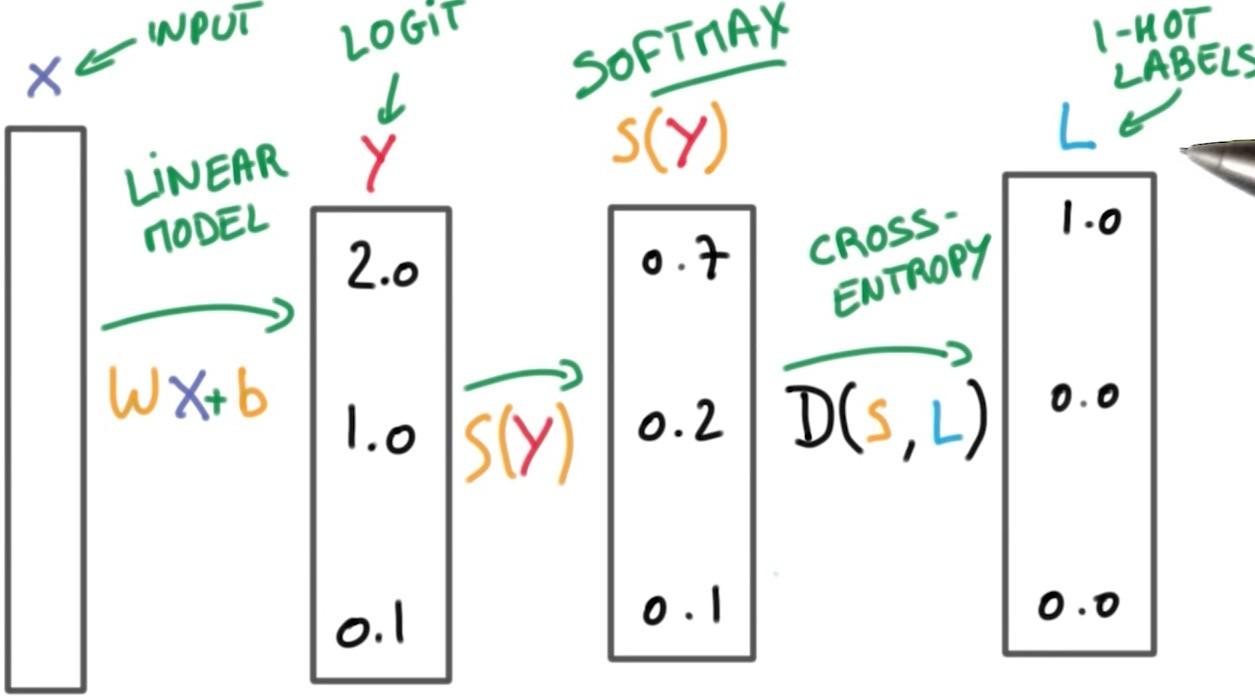 X
INPUT
LINEAR
MODEL
WX+b
LOGIT
Y
2.0
1.0
0.1
S(Y)
SOFTMAX
S(Y)
0.7
0.2
0.1
CROSS-
ENTROPY
D(S,L)
1-HOT
LABELS
L
1.0
0.0
0.0